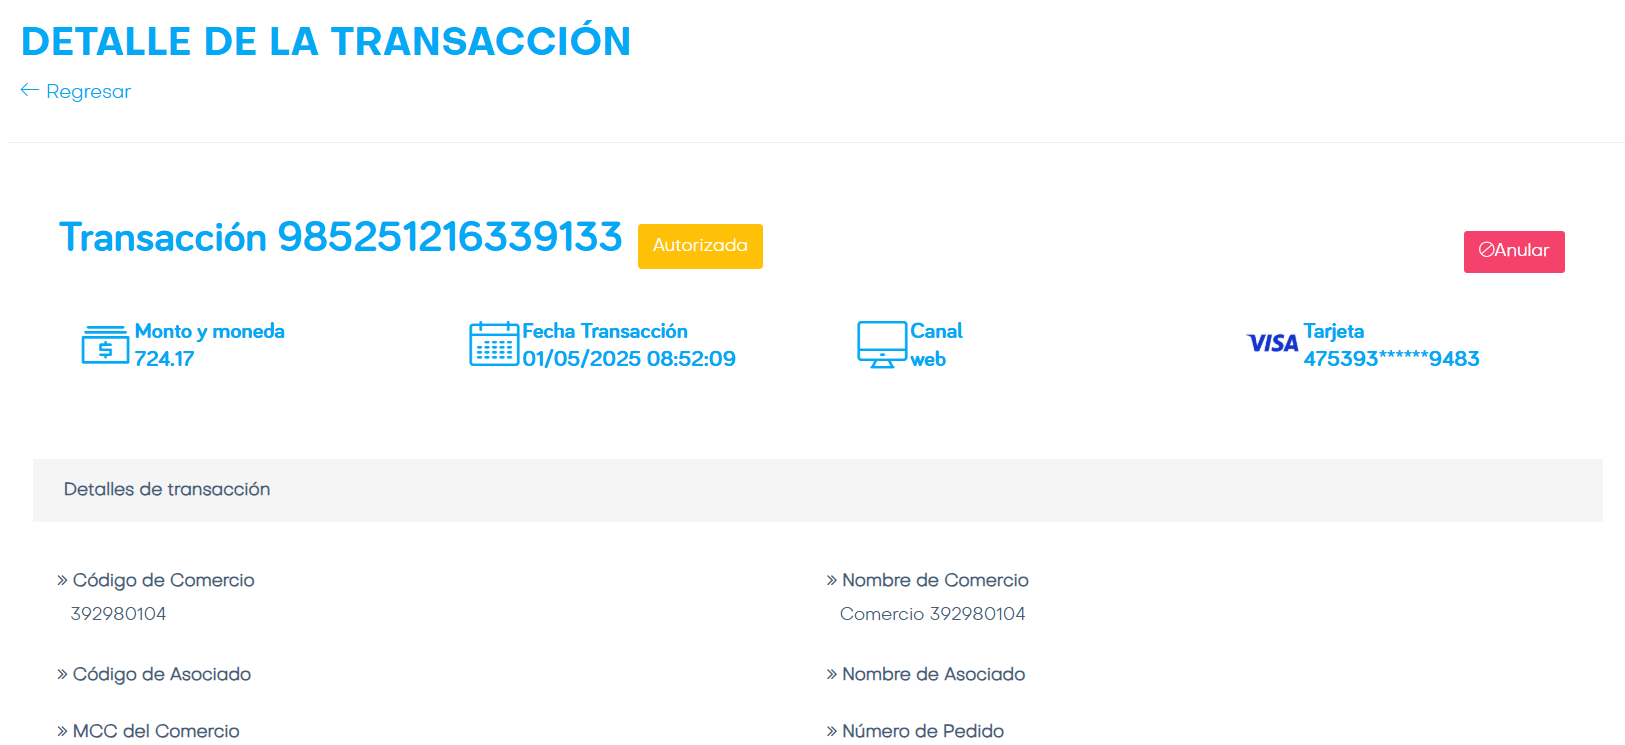 DETALLE DE LA TRANSACCIÓN
← Regresar
Transacción 985251216339133 Autorizada
Anular
Monto y moneda
724.17
Fecha Transacción
01/05/2025 08:52:09
Canal
web
VISA
Tarjeta
475393******9483
Detalles de transacción
» Código de Comercio
392980104
» Nombre de Comercio
Comercio 392980104
» Código de Asociado
» Nombre de Asociado
» MCC del Comercio
» Número de Pedido